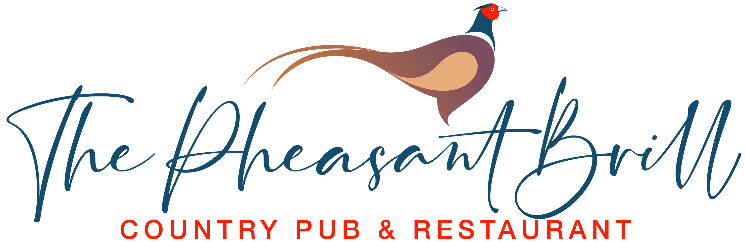 The Pheasant Brill
COUNTRY PUB & RESTAURANT